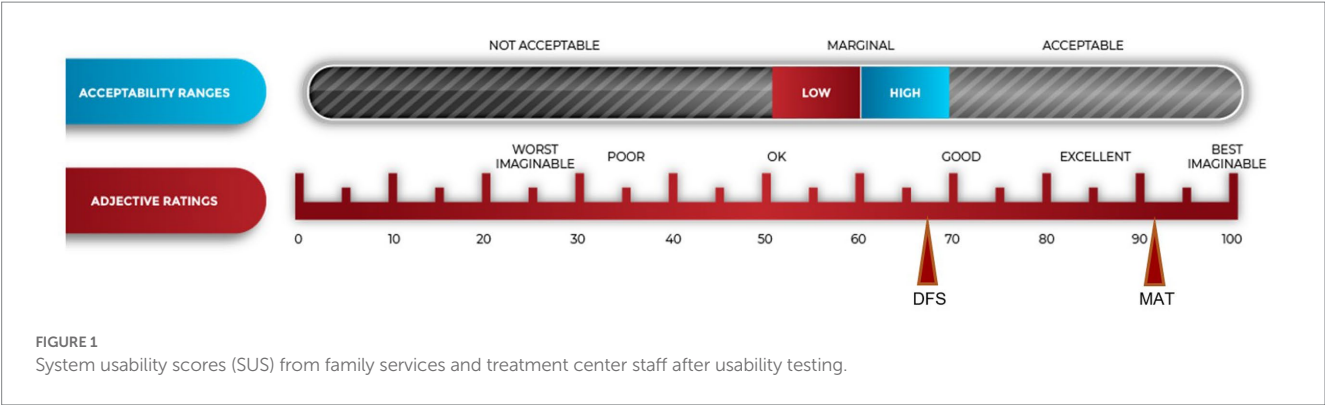 NOT ACCEPTABLE MARGINAL ACCEPTABLE
ACCEPTABILITY RANGES LOW HIGH
WORST IMAGINABLE POOR OK GOOD EXCELLENT BEST IMAGINABLE
ADJECTIVE RATINGS
0 10 20 30 40 50 60 70 80 90 100
DFS MAT
FIGURE 1
System usability scores (SUS) from family services and treatment center staff after usability testing.